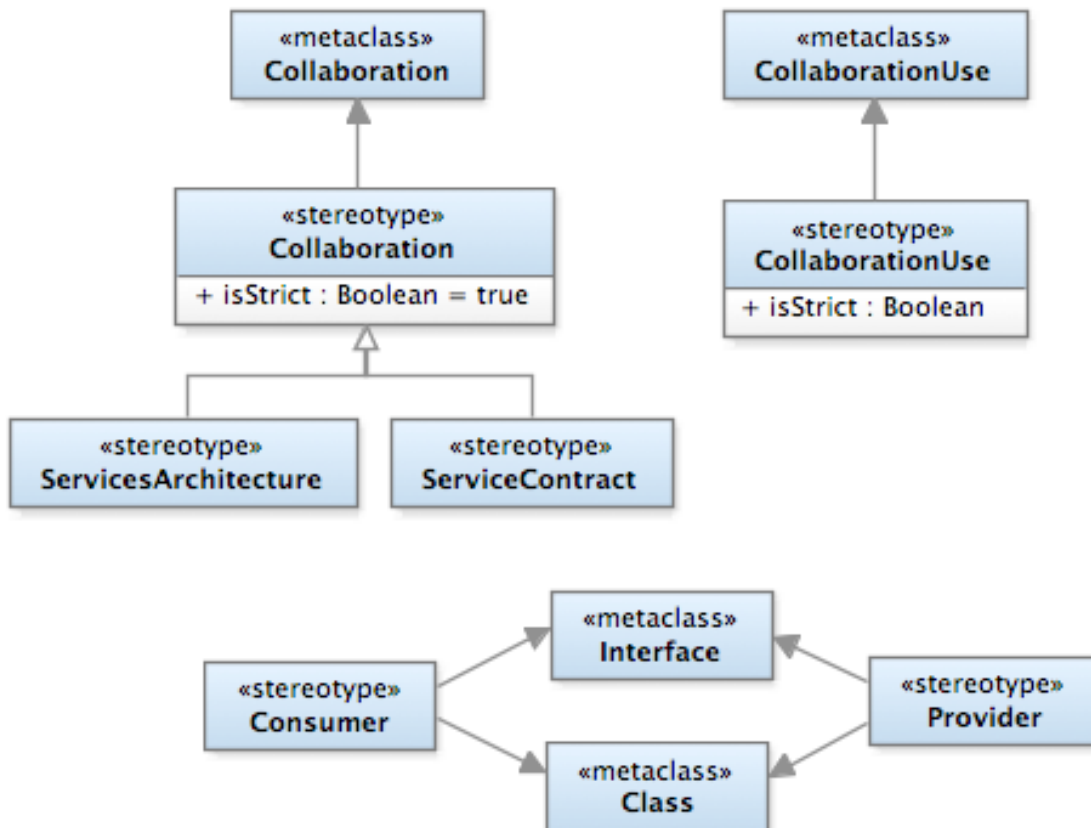 «metaclass»
Collaboration
«metaclass»
CollaborationUse
«stereotype»
Collaboration
+ isStrict : Boolean = true
«stereotype»
CollaborationUse
+ isStrict : Boolean
«stereotype»
ServicesArchitecture
«stereotype»
ServiceContract
«metaclass»
Interface
«stereotype»
Consumer
«stereotype»
Provider
«metaclass»
Class